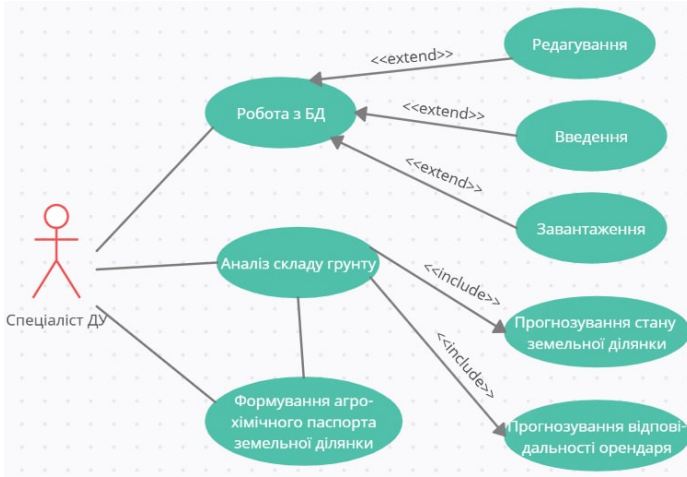 Редагування
<<extend>>
Робота з БД
<<extend>>
Введення
<<extend>>
Завантаження
Аналіз складу грунту
<<include>>
Спеціаліст ДУ
Прогнозування стану
земельної ділянки
<<include>>
Формування агро-
хімічного паспорта
земельної ділянки
Прогнозування відпові-
дальності орендаря